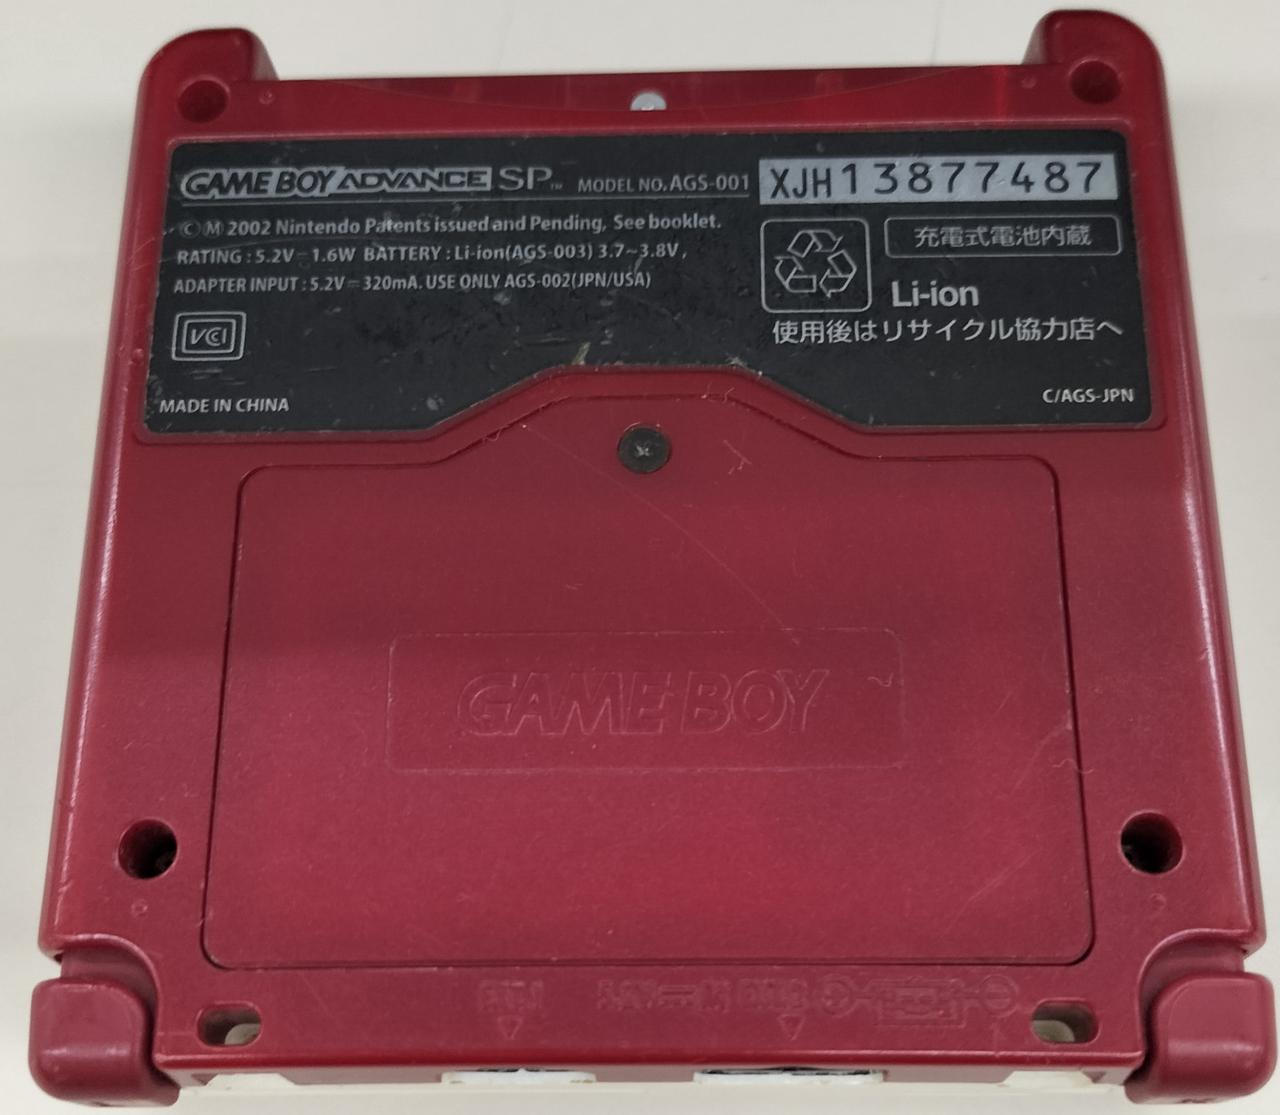 GAME BOY ADVANCE SP™ MODEL NO. AGS-001
XJH13877487
©Ⓜ 2002 Nintendo Patents issued and Pending, See booklet.
RATING : 5.2V⎓1.6W BATTERY : Li-ion(AGS-003) 3.7~3.8V,
ADAPTER INPUT : 5.2V⎓320mA. USE ONLY AGS-002(JPN/USA)
VCCI
MADE IN CHINA
充電式電池内蔵
Li-ion
使用後はリサイクル協力店へ
C/AGS-JPN
GAME BOY